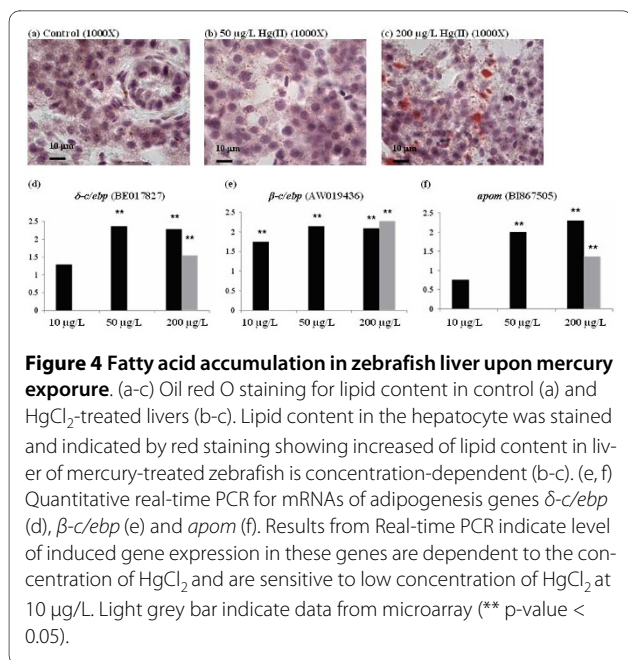 (a) Control (1000X)
(b) 50 µg/L Hg(II) (1000X)
(c) 200 µg/L Hg(II) (1000X)
10 µm
10 µm
10 µm
(d)
δ-c/ebp (BE017827)
2.5
2
1.5
1
0.5
0
**
**
**
10 µg/L
50 µg/L
200 µg/L
(e)
β-c/ebp (AW019436)
2.5
2
1.5
1
0.5
0
**
**
** **
10 µg/L
50 µg/L
200 µg/L
(f)
apom (BI867505)
2.5
2
1.5
1
0.5
0
**
**
**
10 µg/L
50 µg/L
200 µg/L
Figure 4 Fatty acid accumulation in zebrafish liver upon mercury
exporure. (a-c) Oil red O staining for lipid content in control (a) and
HgCl₂-treated livers (b-c). Lipid content in the hepatocyte was stained
and indicated by red staining showing increased of lipid content in liv-
er of mercury-treated zebrafish is concentration-dependent (b-c). (e, f)
Quantitative real-time PCR for mRNAs of adipogenesis genes δ-c/ebp
(d), β-c/ebp (e) and apom (f). Results from Real-time PCR indicate level
of induced gene expression in these genes are dependent to the con-
centration of HgCl₂ and are sensitive to low concentration of HgCl₂ at
10 µg/L. Light grey bar indicate data from microarray (** p-value <
0.05).